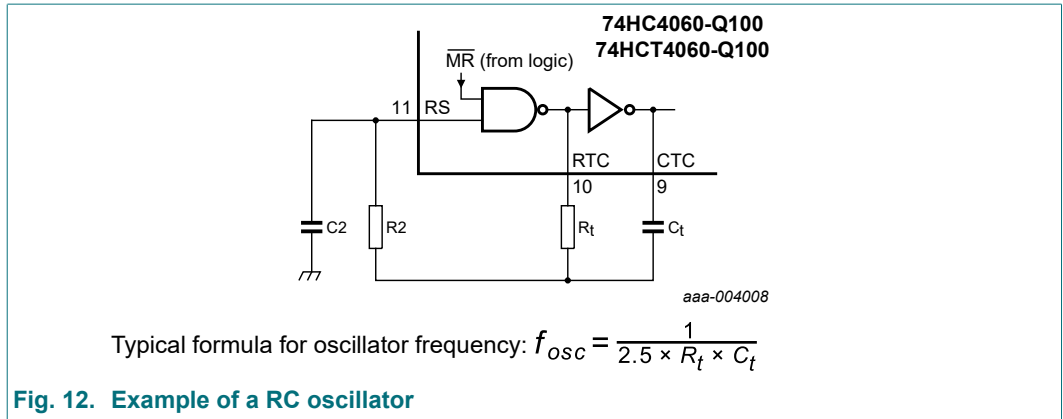 74HC4060-Q100
74HCT4060-Q100
MR (from logic)
11 RS
RTC
CTC
10
9
C2
R2
Rt
Ct
aaa-004008
Typical formula for oscillator frequency: fosc = 1 / 2.5 × Rt × Ct
Fig. 12. Example of a RC oscillator